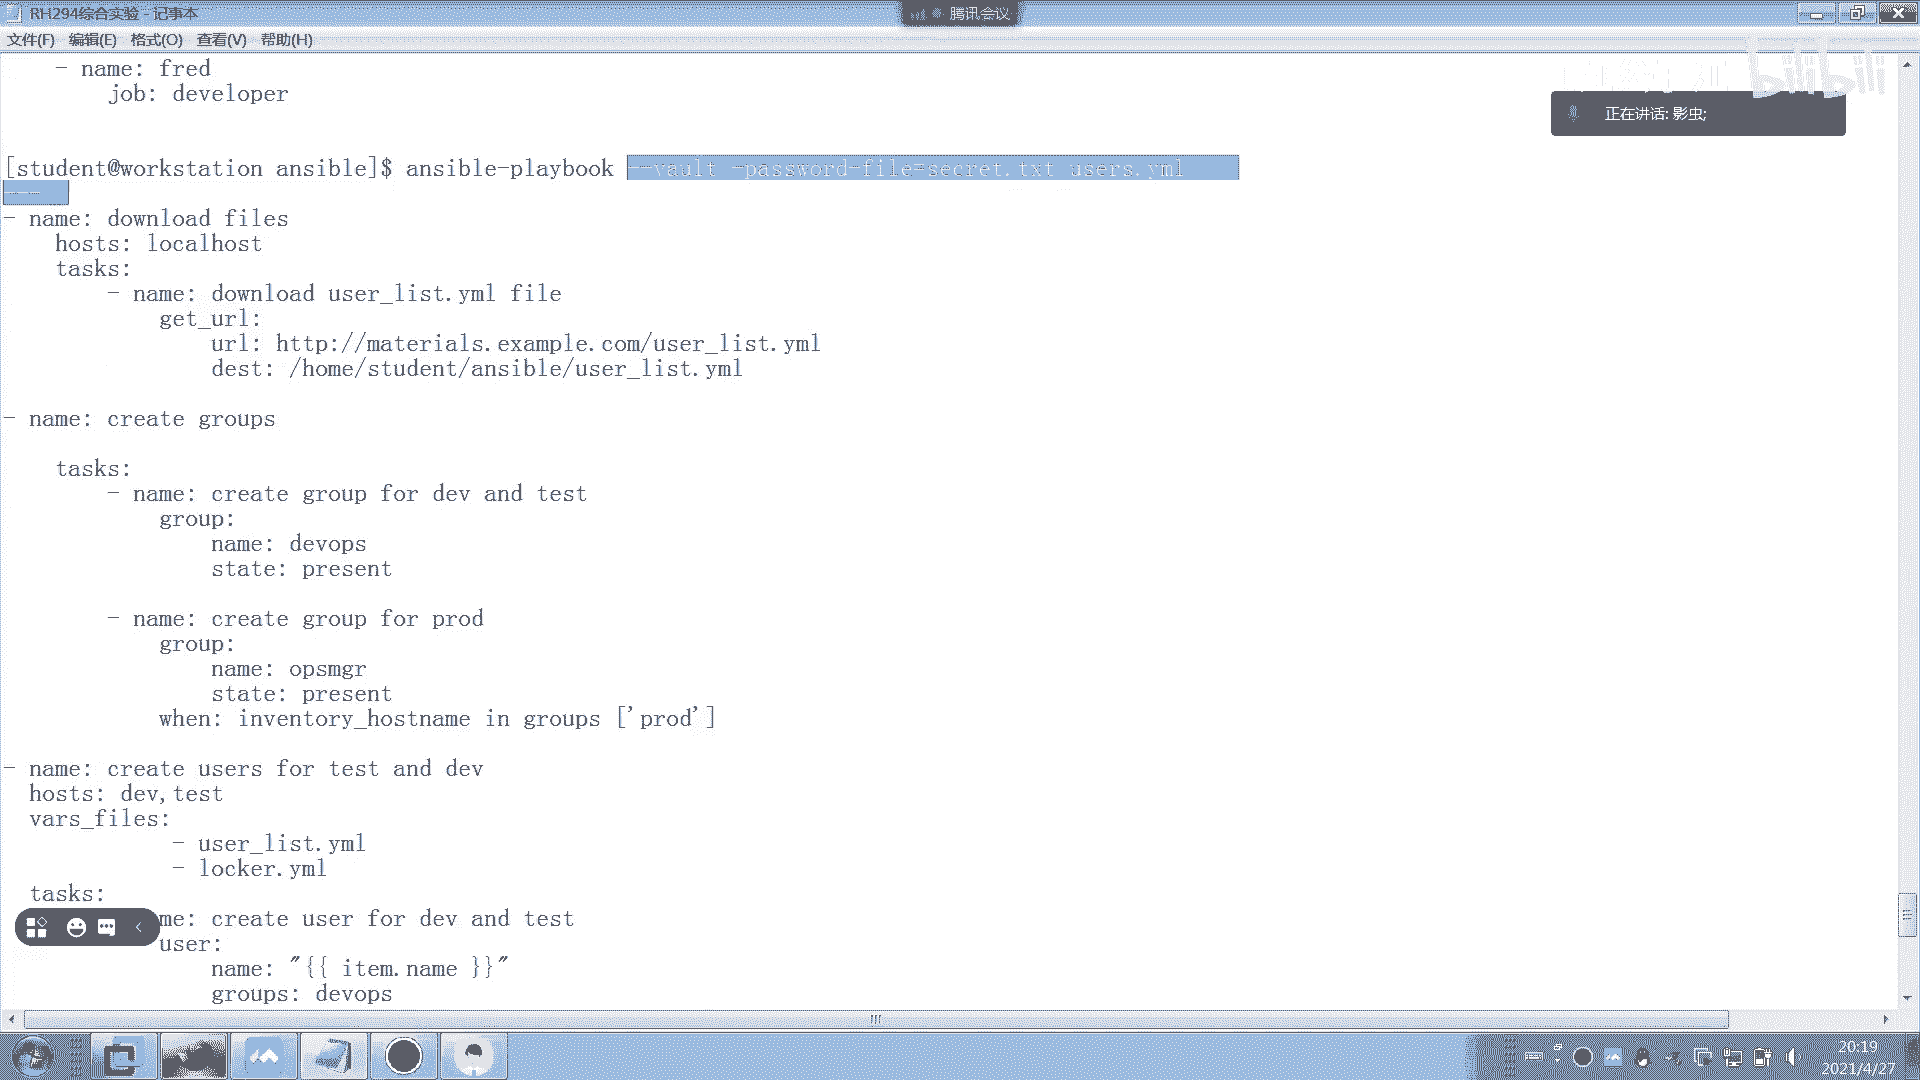 RH294综合实验 - 记事本
腾讯会议
文件(F) 编辑(E) 格式(O) 查看(V) 帮助(H)
bilibili
正在讲话: 影虫;
- name: fred
job: developer
[student@workstation ansible]$ ansible-playbook --vault -password-file=secret.txt users.yml
---
- name: download files
hosts: localhost
tasks:
- name: download user_list.yml file
get_url:
url: http://materials.example.com/user_list.yml
dest: /home/student/ansible/user_list.yml
- name: create groups
tasks:
- name: create group for dev and test
group:
name: devops
state: present
- name: create group for prod
group:
name: opsmgr
state: present
when: inventory_hostname in groups ['prod']
- name: create users for test and dev
hosts: dev,test
vars_files:
- user_list.yml
- locker.yml
tasks:
me: create user for dev and test
user:
name: "{{ item.name }}"
groups: devops
20:19
2021/4/27